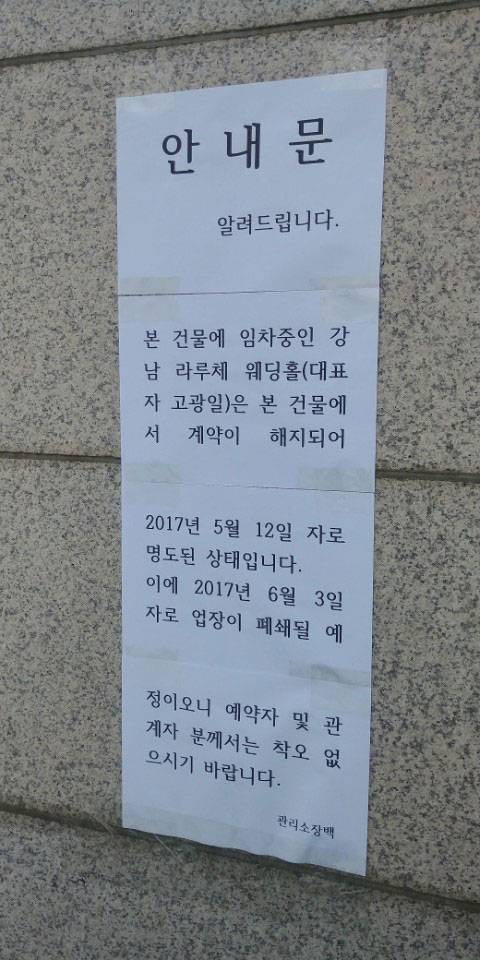 안 내 문
알려드립니다.
본 건물에 임차중인 강
남 라루체 웨딩홀(대표
자 고광일)은 본 건물에
서 계약이 해지되어
2017년 5월 12일 자로
명도된 상태입니다.
이에 2017년 6월 3일
자로 업장이 폐쇄될 예
정이오니 예약자 및 관
계자 분께서는 착오 없
으시기 바랍니다.
관리소장백